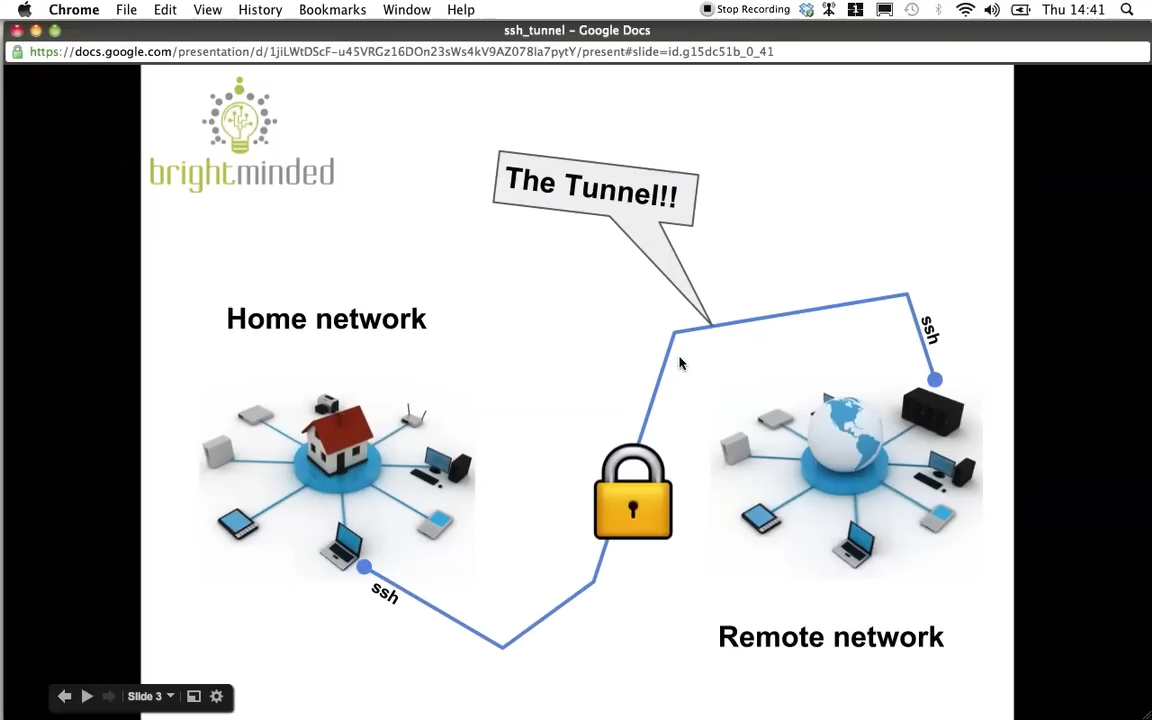 Chrome File Edit View History Bookmarks Window Help Stop Recording 1 Thu 14:41
ssh_tunnel – Google Docs
https://docs.google.com/presentation/d/1jiLWtDScF-u45VRGz16DOn23sWs4kV9AZ078Ia7pytY/present#slide=id.g15dc51b_0_41
brightminded
The Tunnel!!
Home network
ssh
ssh
Remote network
Slide 3